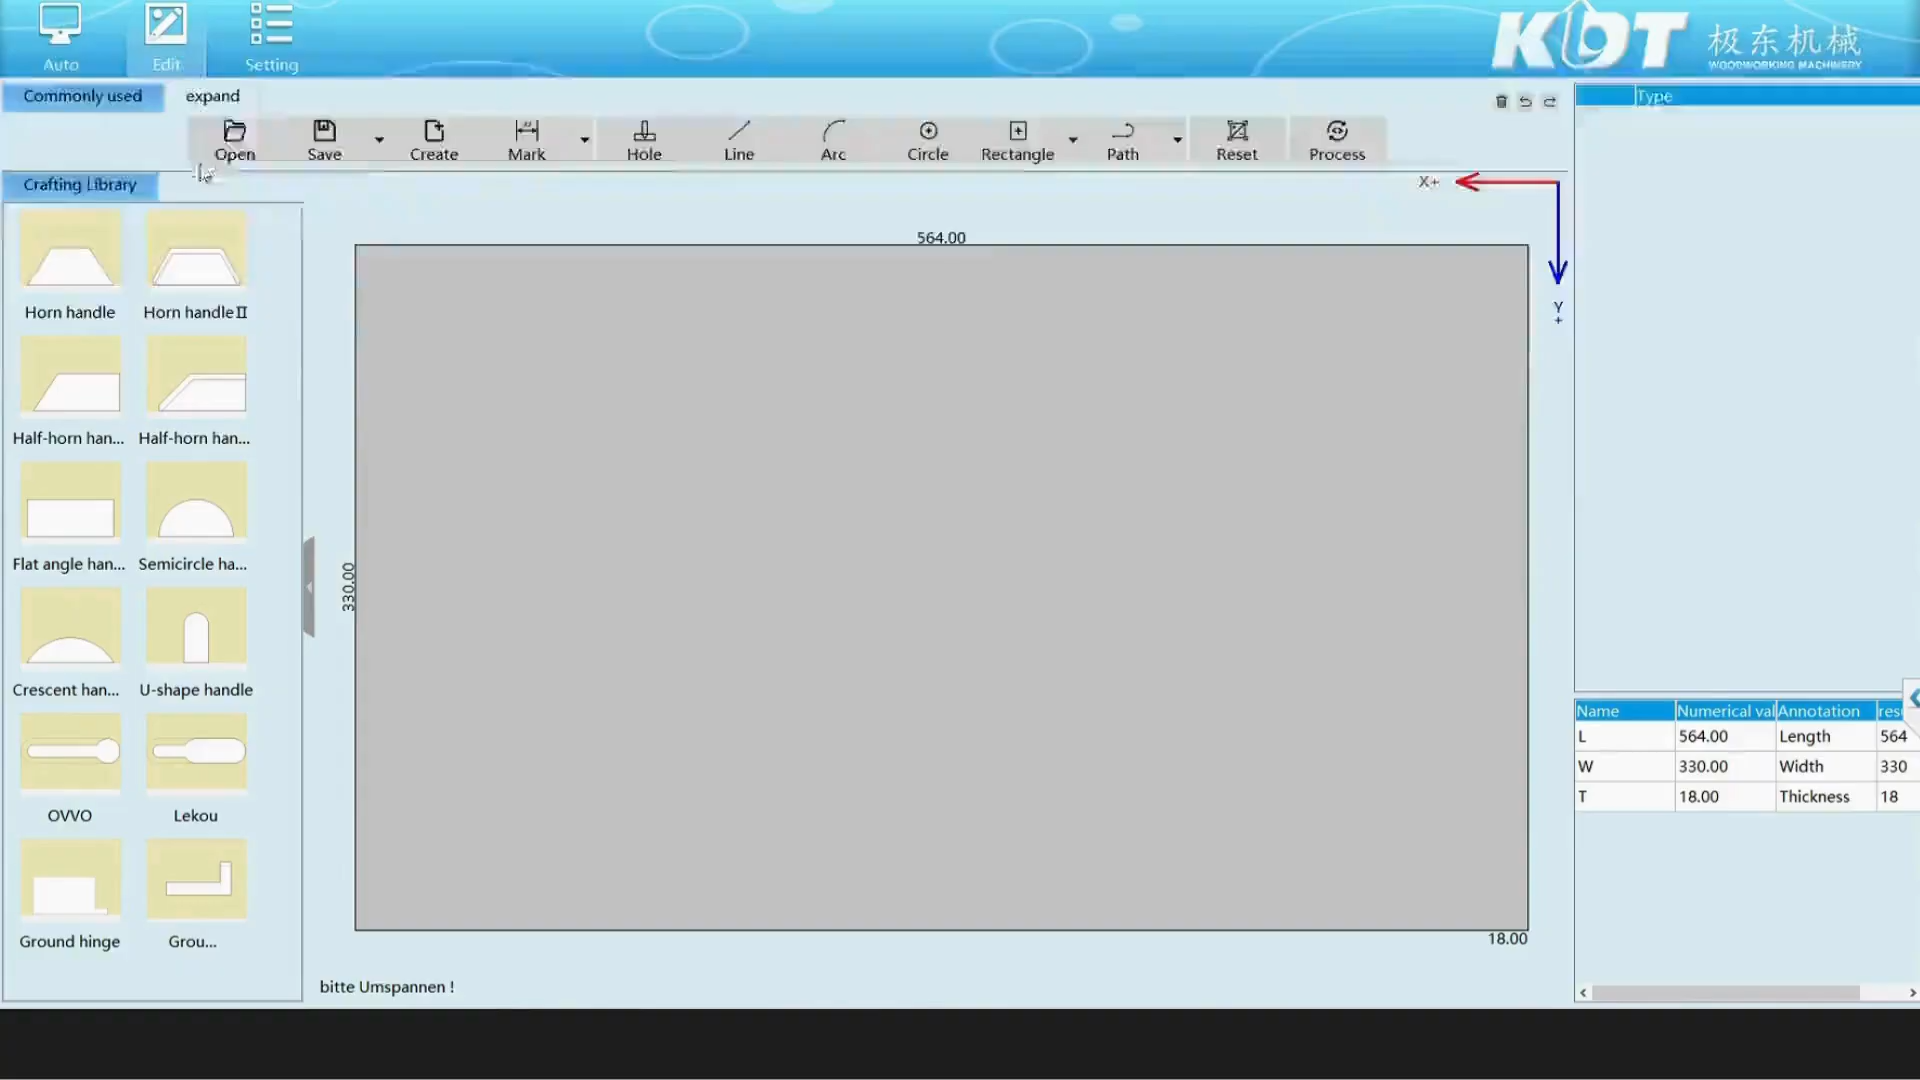 Auto
Edit
Setting
KDT 极东机械
WOODWORKING MACHINERY
Commonly used
expand
Open
Save
Create
Mark
Hole
Line
Arc
Circle
Rectangle
Path
Reset
Process
Type
Crafting Library
X+
Y
+
564.00
330.00
18.00
Horn handle
Horn handleⅡ
Half-horn han...
Half-horn han...
Flat angle han...
Semicircle ha...
Crescent han...
U-shape handle
OVVO
Lekou
Ground hinge
Grou...
bitte Umspannen !
Name Numerical val Annotation res
L 564.00 Length 564
W 330.00 Width 330
T 18.00 Thickness 18